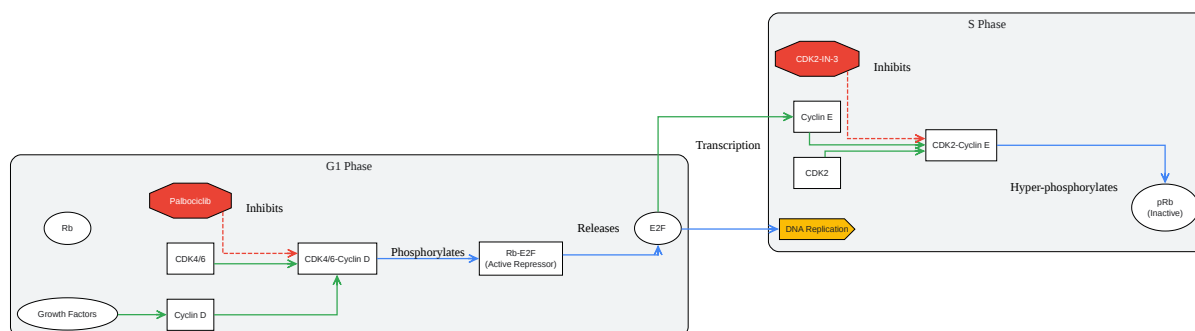 S Phase
CDK2-IN-3
Inhibits
Cyclin E
Transcription
CDK2-Cyclin E
CDK2
Hyper-phosphorylates
pRb
(Inactive)
DNA Replication
G1 Phase
Palbociclib
Inhibits
Rb
CDK4/6
CDK4/6-Cyclin D
Phosphorylates
Rb-E2F
(Active Repressor)
Releases
E2F
Growth Factors
Cyclin D